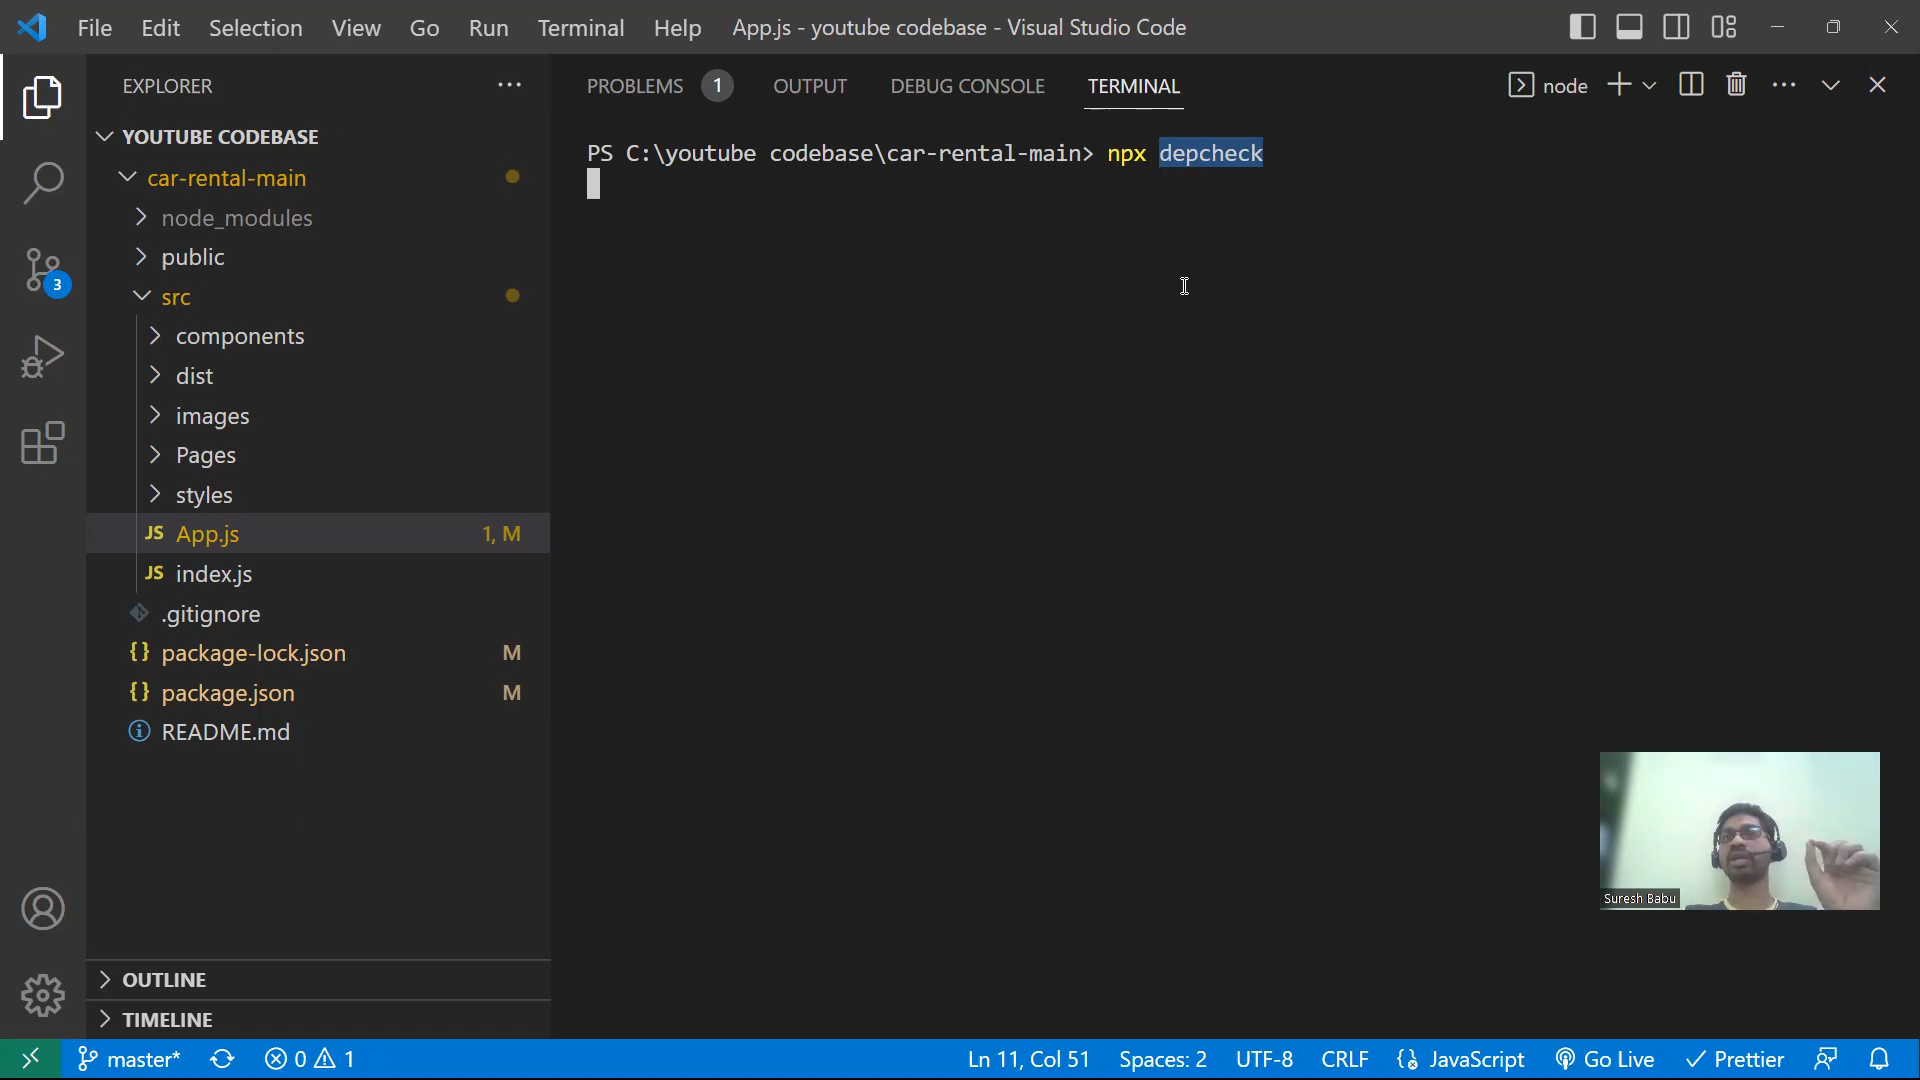 File Edit Selection View Go Run Terminal Help App.js - youtube codebase - Visual Studio Code
EXPLORER
YOUTUBE CODEBASE
car-rental-main
node_modules
public
src
components
dist
images
Pages
styles
JS App.js 1, M
JS index.js
.gitignore
{} package-lock.json M
{} package.json M
README.md
OUTLINE
TIMELINE
3
PROBLEMS 1 OUTPUT DEBUG CONSOLE TERMINAL node
PS C:\youtube codebase\car-rental-main> npx depcheck
Suresh Babu
master* 0 1 Ln 11, Col 51 Spaces: 2 UTF-8 CRLF {} JavaScript Go Live Prettier